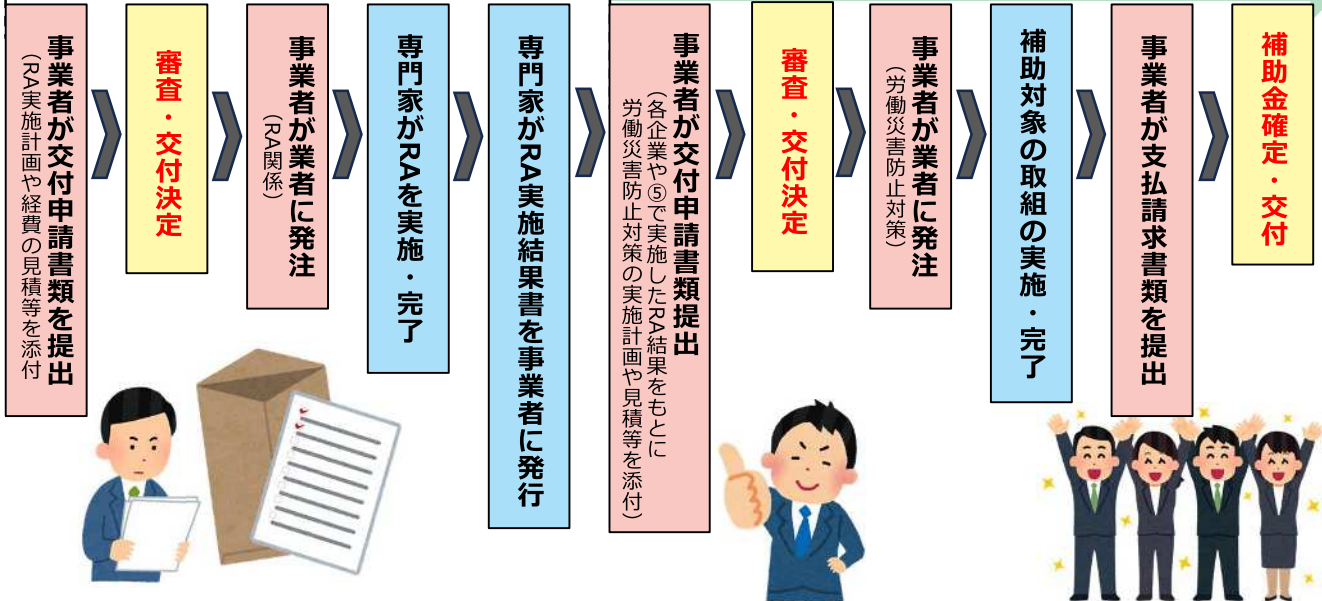 事業者が交付申請書類を提出
(RA実施計画や経費の見積等を添付
審査・交付決定
事業者が業者に発注
(RA関係)
専門家がRAを実施・完了
専門家がRA実施結果書を事業者に発行
事業者が交付申請書類提出
(各企業や⑤で実施したRA結果をもとに
労働災害防止対策の実施計画や見積等を添付)
審査・交付決定
事業者が業者に発注
(労働災害防止対策)
補助対象の取組の実施・完了
事業者が支払請求書類を提出
補助金確定・交付